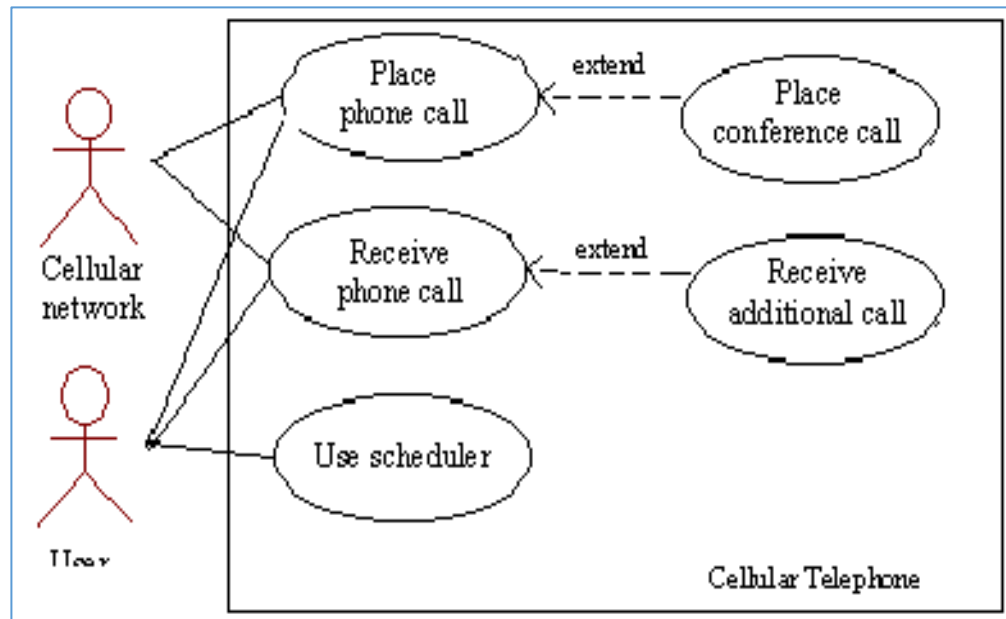 Place
phone call
extend
Place
conference call
Cellular
network
Receive
phone call
extend
Receive
additional call
User
Use scheduler
Cellular Telephone